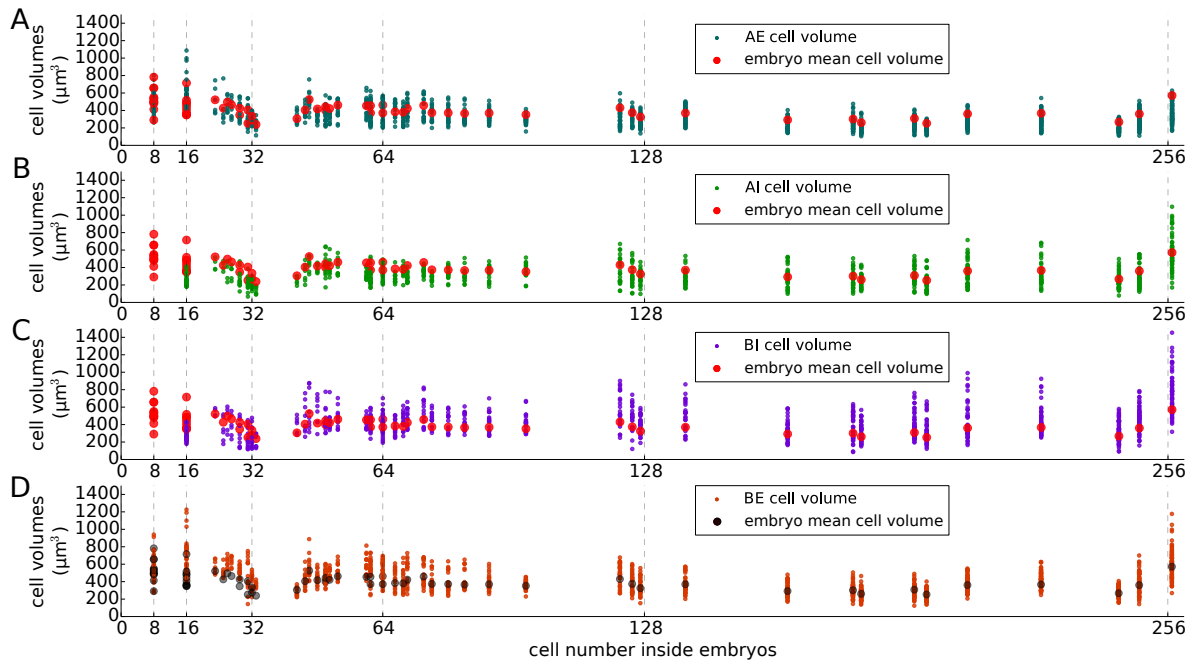 A
cell volumes
(µm³)
1400
1200
1000
800
600
400
200
AE cell volume
embryo mean cell volume
0 8 16 32 64 128 256
B
cell volumes
(µm³)
1400
1200
1000
800
600
400
200
0
AI cell volume
embryo mean cell volume
0 8 16 32 64 128 256
C
cell volumes
(µm³)
1400
1200
1000
800
600
400
200
0
BI cell volume
embryo mean cell volume
0 8 16 32 64 128 256
D
cell volumes
(µm³)
1400
1200
1000
800
600
400
200
0
BE cell volume
embryo mean cell volume
0 8 16 32 64 128 256
cell number inside embryos